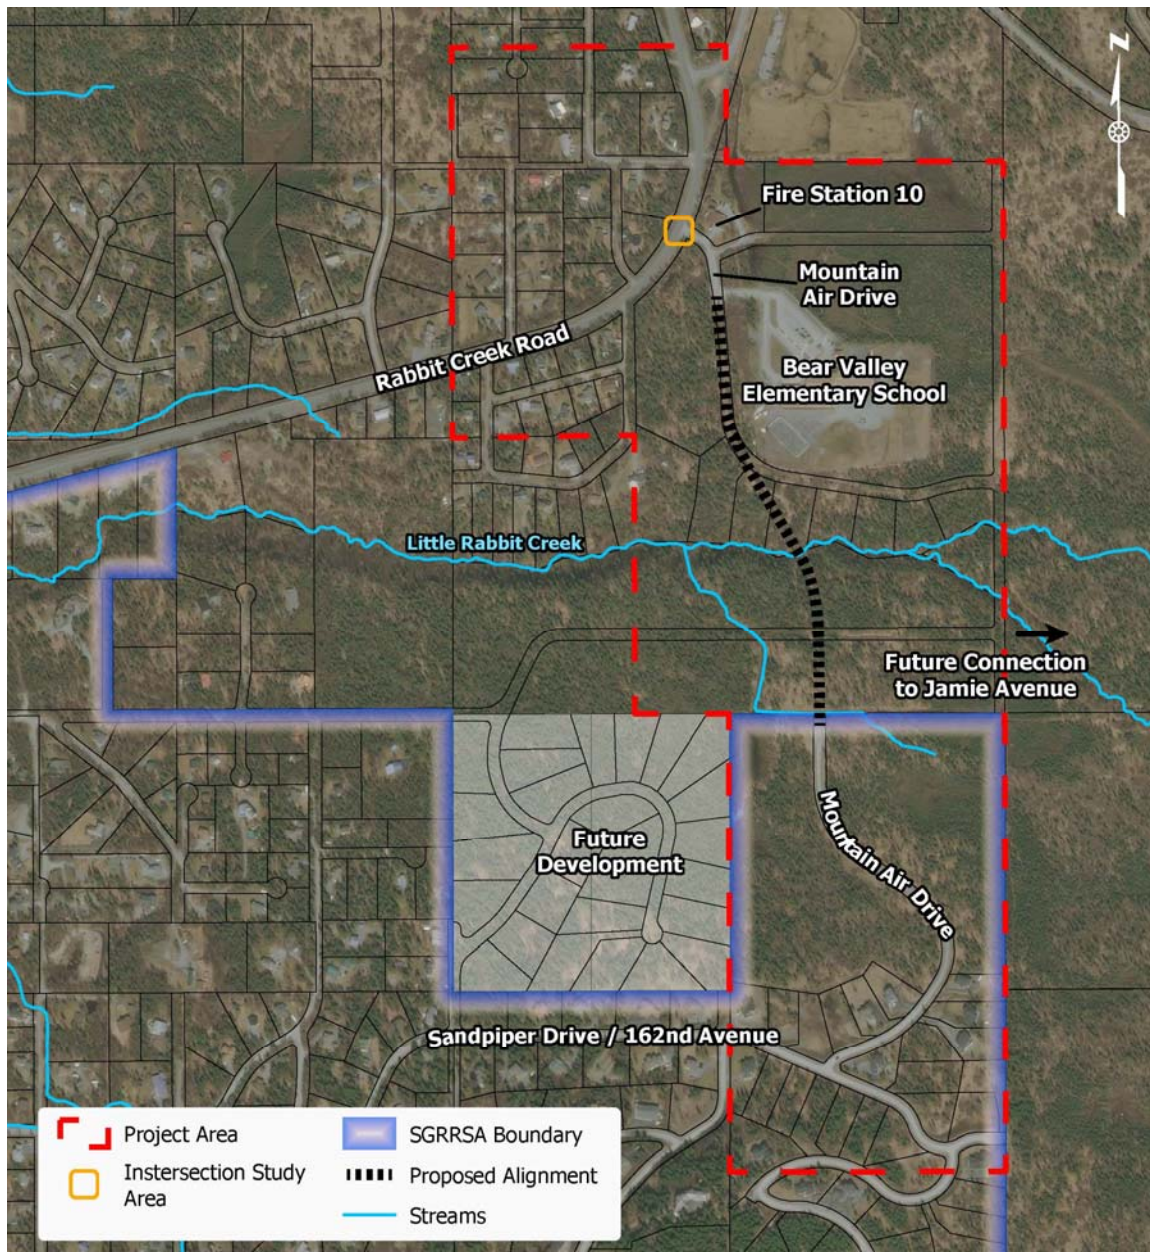 N
Fire Station 10
Mountain
Air Drive
Rabbit Creek Road
Bear Valley
Elementary School
Little Rabbit Creek
Future Connection
to Jamie Avenue
Mountain Air Drive
Future
Development
Sandpiper Drive / 162nd Avenue
Project Area
Instersection Study
Area
SGRRSA Boundary
Proposed Alignment
Streams